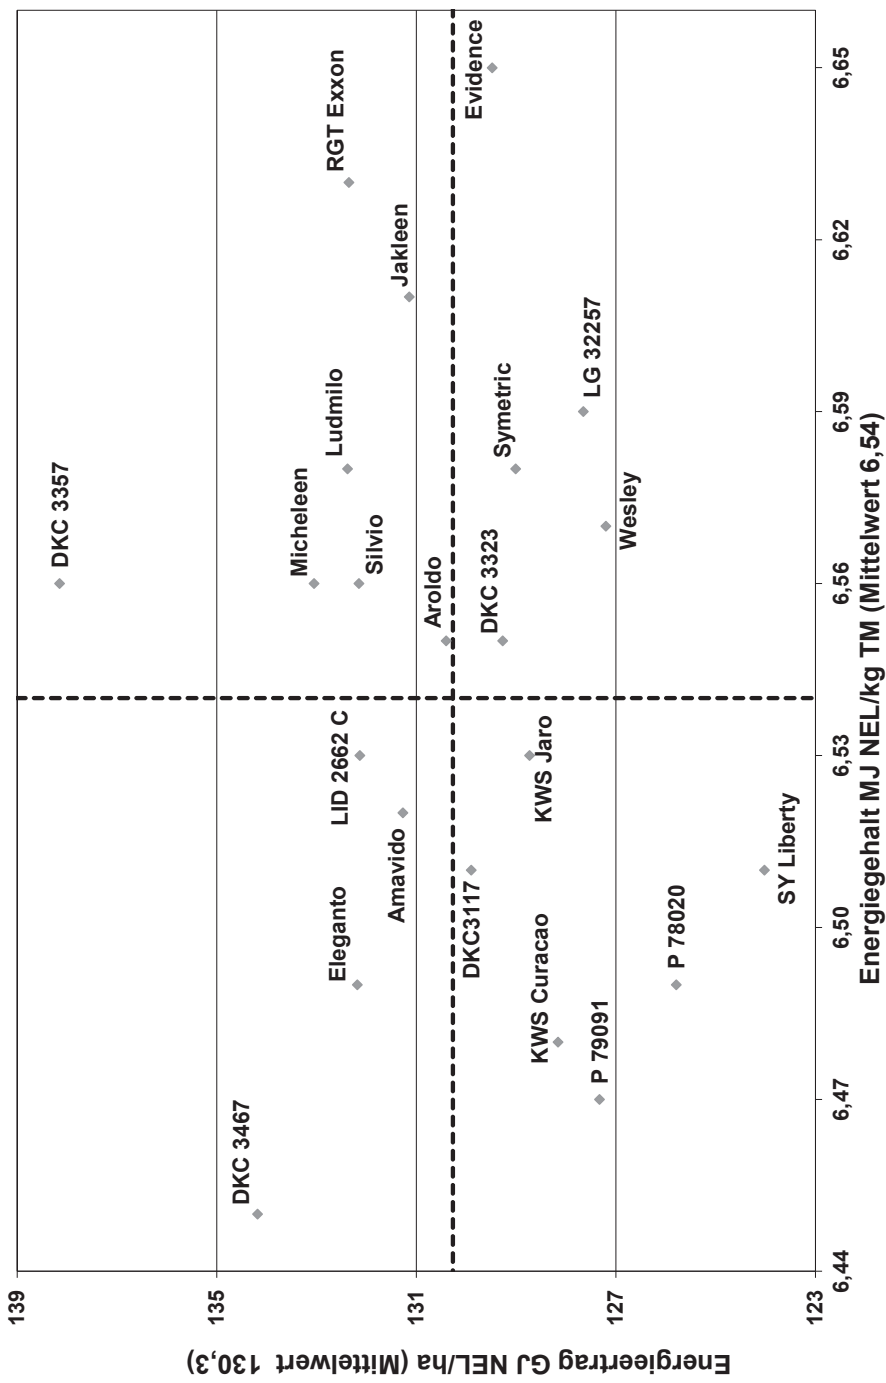 139
135
131
127
123
Energieertrag GJ NEL/ha (Mittelwert 130,3)
DKC 3357
RGT Exxon
Evidence
Micheleen
Ludmilo
Jakleen
DKC 3467
Eleganto
LID 2662 C
Silvio
Amavido
Aroldo
DKC3117
DKC 3323
Symetric
KWS Curacao
KWS Jaro
LG 32257
P 79091
Wesley
P 78020
SY Liberty
6,44
6,47
6,50
6,53
6,56
6,59
6,62
6,65
Energiegehalt MJ NEL/kg TM (Mittelwert 6,54)